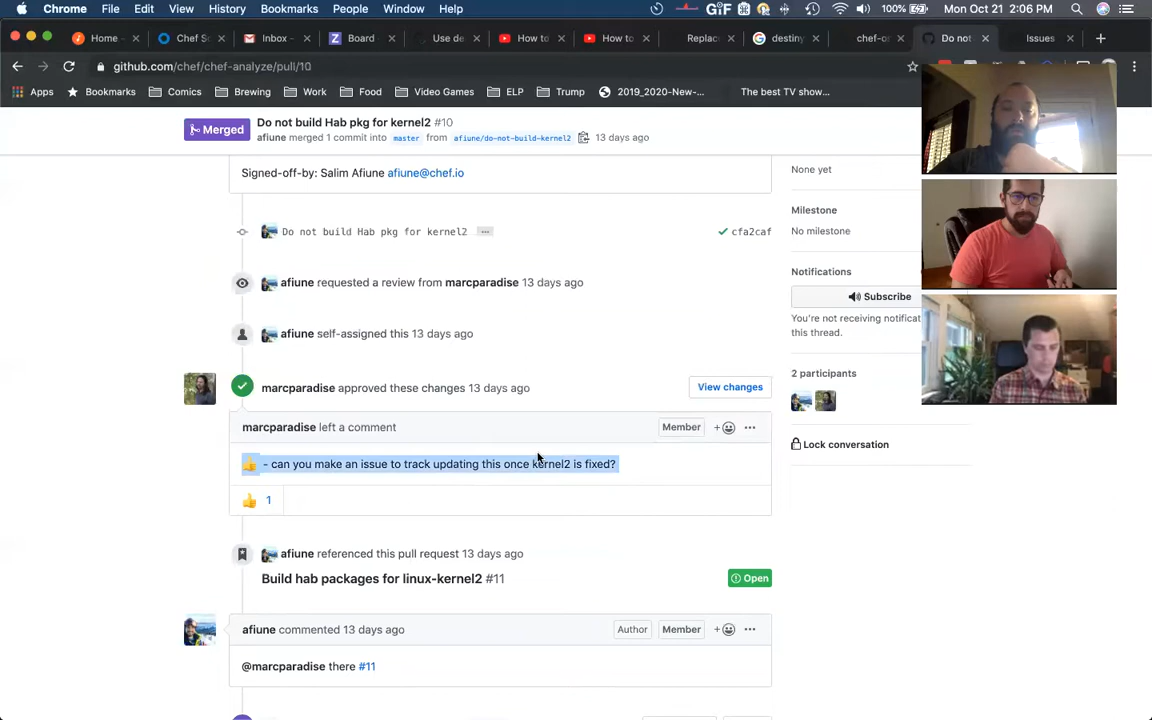 Chrome File Edit View History Bookmarks People Window Help GIF 100% Mon Oct 21 2:06 PM
Home - Chef S Inbox - Board Use de How to How to Replac destiny chef-o Do not Issues
github.com/chef/chef-analyze/pull/10
Apps Bookmarks Comics Brewing Work Food Video Games ELP Trump 2019_2020-New-... The best TV show...
Merged Do not build Hab pkg for kernel2 #10
afiune merged 1 commit into master from afiune/do-not-build-kernel2 13 days ago
Signed-off-by: Salim Afiune afiune@chef.io
None yet
Milestone
No milestone
Do not build Hab pkg for kernel2 ... cfa2caf
Notifications
afiune requested a review from marcparadise 13 days ago
Subscribe
You're not receiving notificat
this thread.
afiune self-assigned this 13 days ago
2 participants
marcparadise approved these changes 13 days ago View changes
marcparadise left a comment Member
Lock conversation
👍 - can you make an issue to track updating this once kernel2 is fixed?
👍 1
afiune referenced this pull request 13 days ago
Build hab packages for linux-kernel2 #11 Open
afiune commented 13 days ago Author Member
@marcparadise there #11